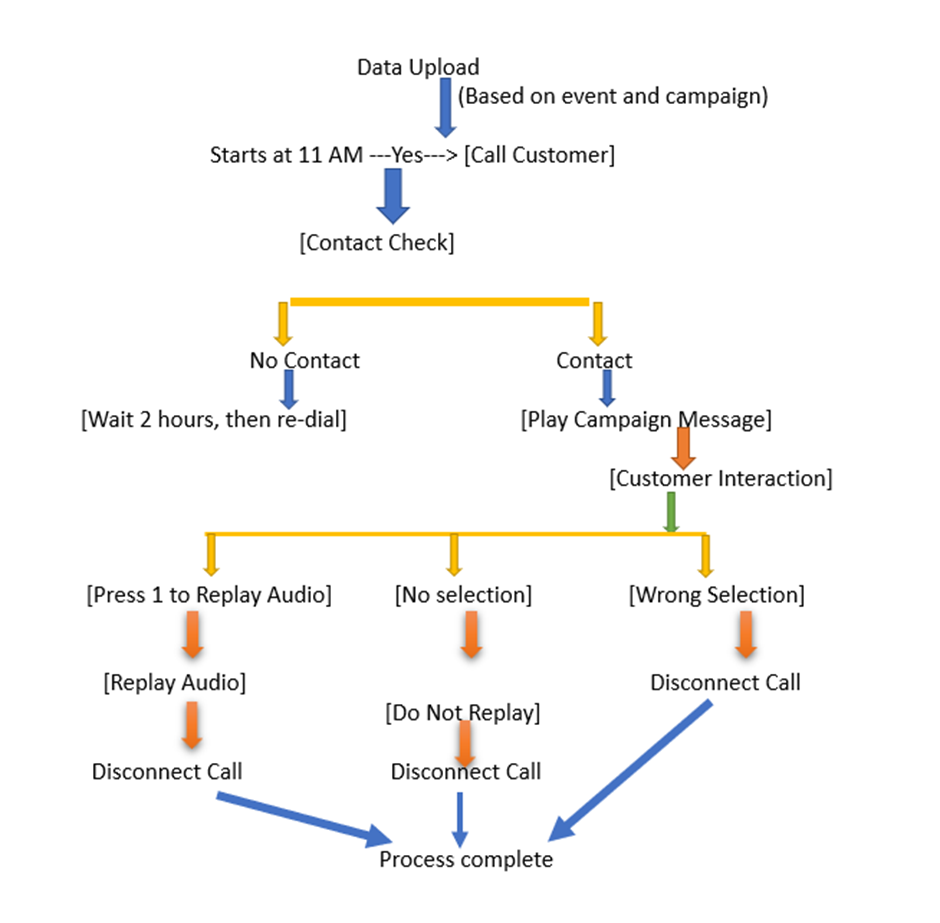 Data Upload
(Based on event and campaign)
Starts at 11 AM ---Yes---> [Call Customer]
[Contact Check]
No Contact
Contact
[Wait 2 hours, then re-dial]
[Play Campaign Message]
[Customer Interaction]
[Press 1 to Replay Audio]
[No selection]
[Wrong Selection]
[Replay Audio]
Disconnect Call
[Do Not Replay]
Disconnect Call
Disconnect Call
Process complete